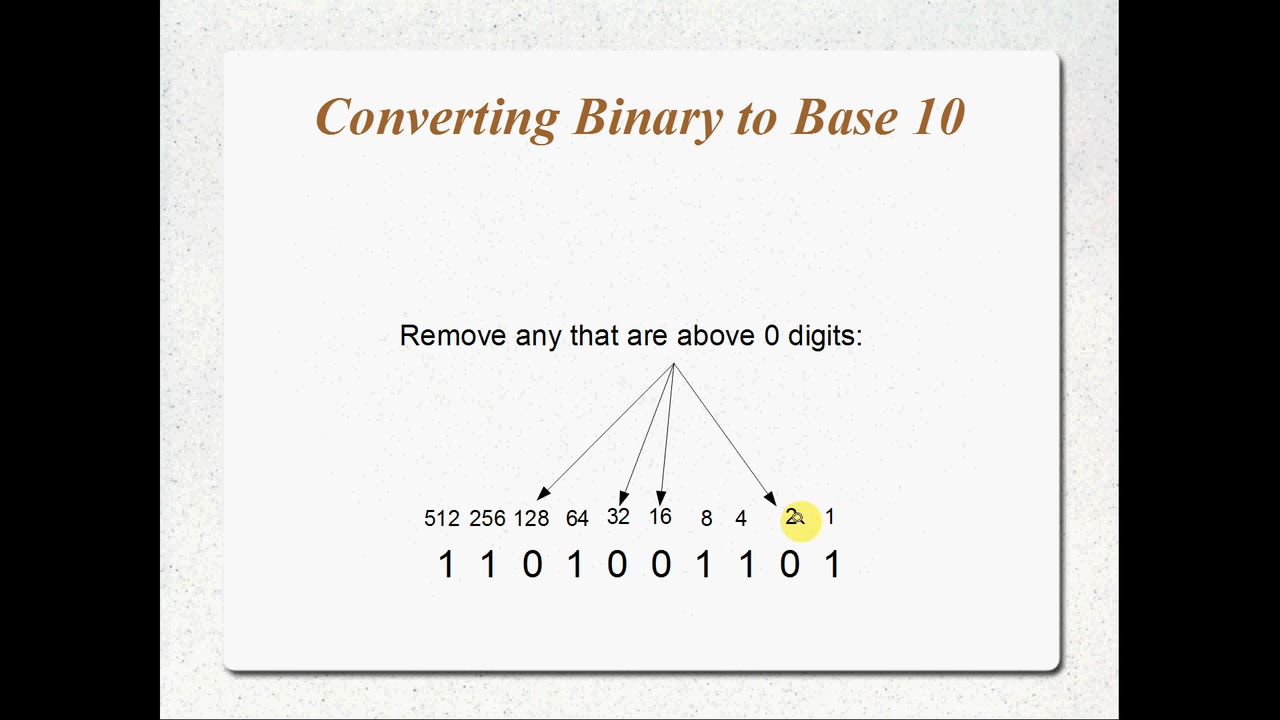 Converting Binary to Base 10
Remove any that are above 0 digits:
512 256 128 64 32 16 8 4 2 1
1 1 0 1 0 0 1 1 0 1